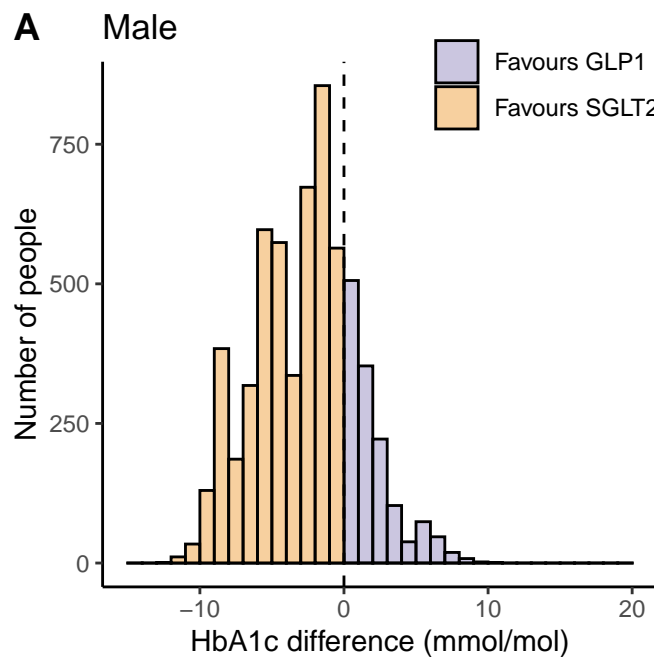 A Male
Favours GLP1
Favours SGLT2
750
500
250
0
Number of people
−10 0 10 20
HbA1c difference (mmol/mol)